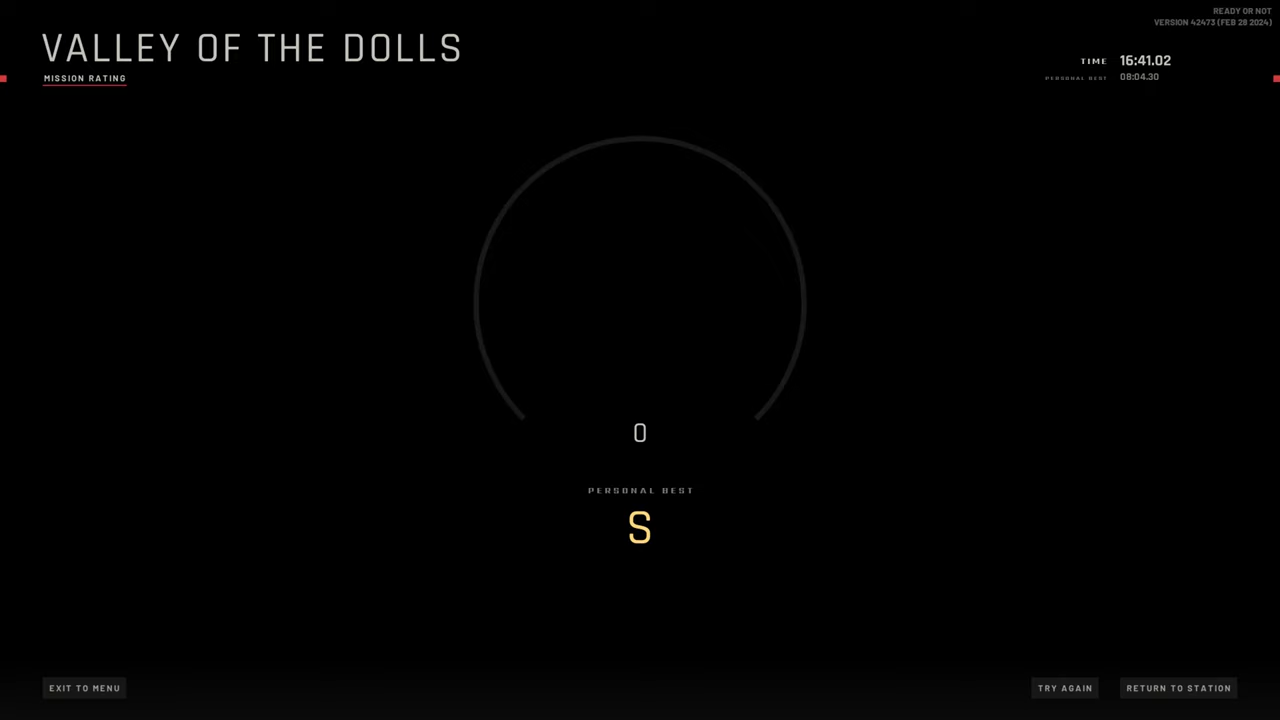 READY OR NOT
VERSION 42473 (FEB 28 2024)
VALLEY OF THE DOLLS
MISSION RATING
TIME 16:41.02
PERSONAL BEST 08:04.30
0
PERSONAL BEST
S
EXIT TO MENU
TRY AGAIN
RETURN TO STATION